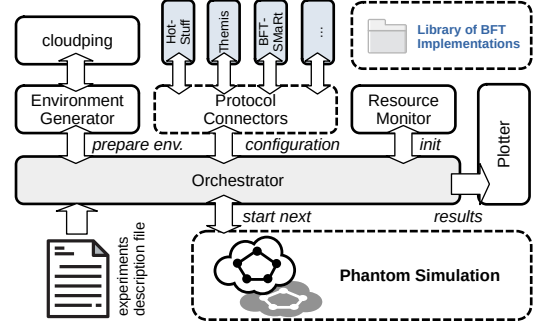 cloudping
Hot-
Stuff
Themis
BFT-
SMaRt
...
Library of BFT
Implementations
Environment
Generator
Protocol
Connectors
Resource
Monitor
Plotter
prepare env.
configuration
init
Orchestrator
start next
results
experiments
description file
Phantom Simulation